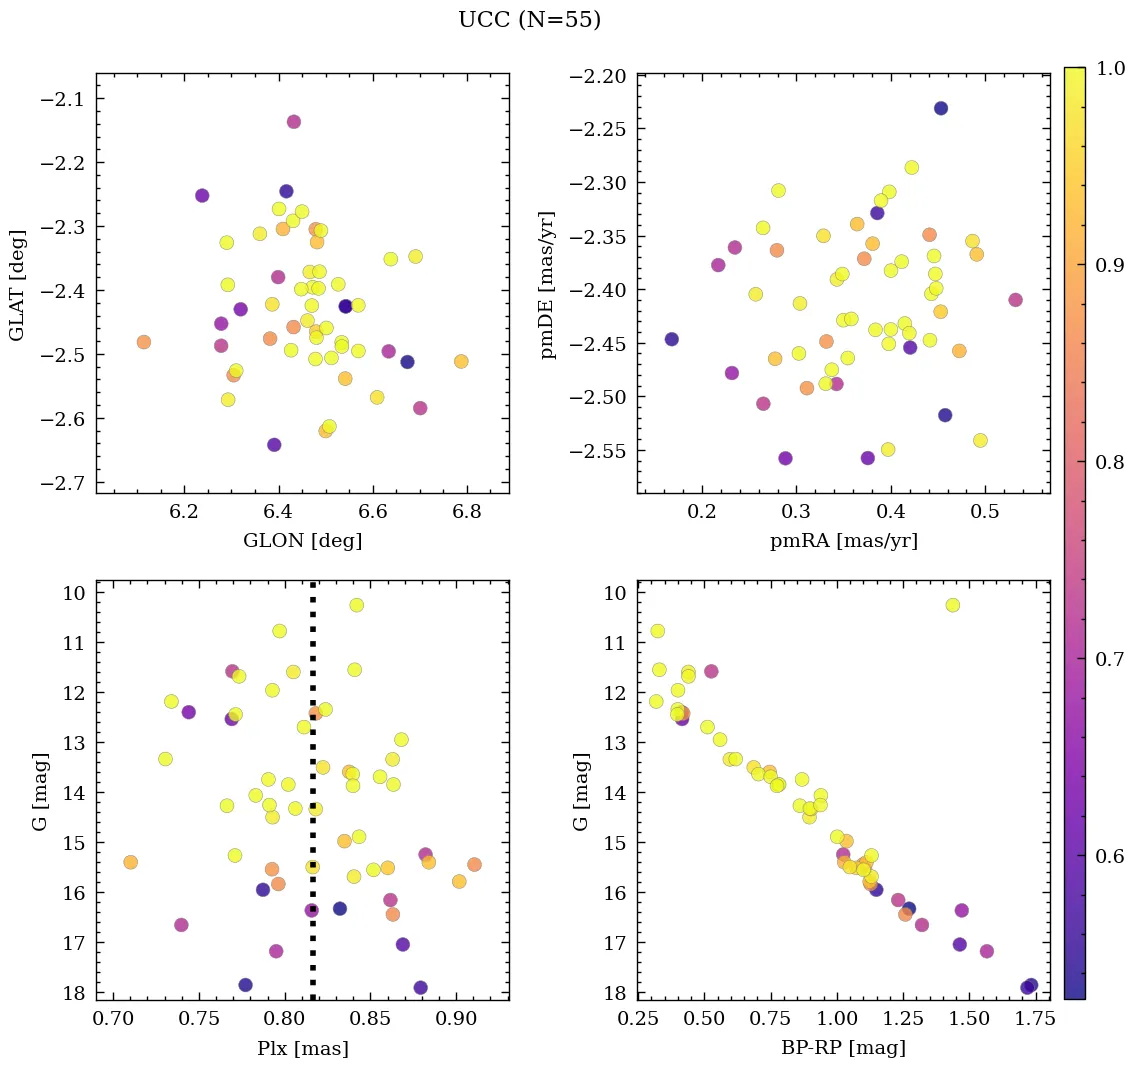 UCC (N=55)
−2.1
−2.2
−2.3
−2.4
−2.5
−2.6
−2.7
GLAT [deg]
6.2 6.4 6.6 6.8
GLON [deg]
−2.20
−2.25
−2.30
−2.35
−2.40
−2.45
−2.50
−2.55
pmDE [mas/yr]
0.2 0.3 0.4 0.5
pmRA [mas/yr]
10
11
12
13
14
15
16
17
18
G [mag]
0.70 0.75 0.80 0.85 0.90
Plx [mas]
10
11
12
13
14
15
16
17
18
G [mag]
0.25 0.50 0.75 1.00 1.25 1.50 1.75
BP-RP [mag]
1.0
0.9
0.8
0.7
0.6